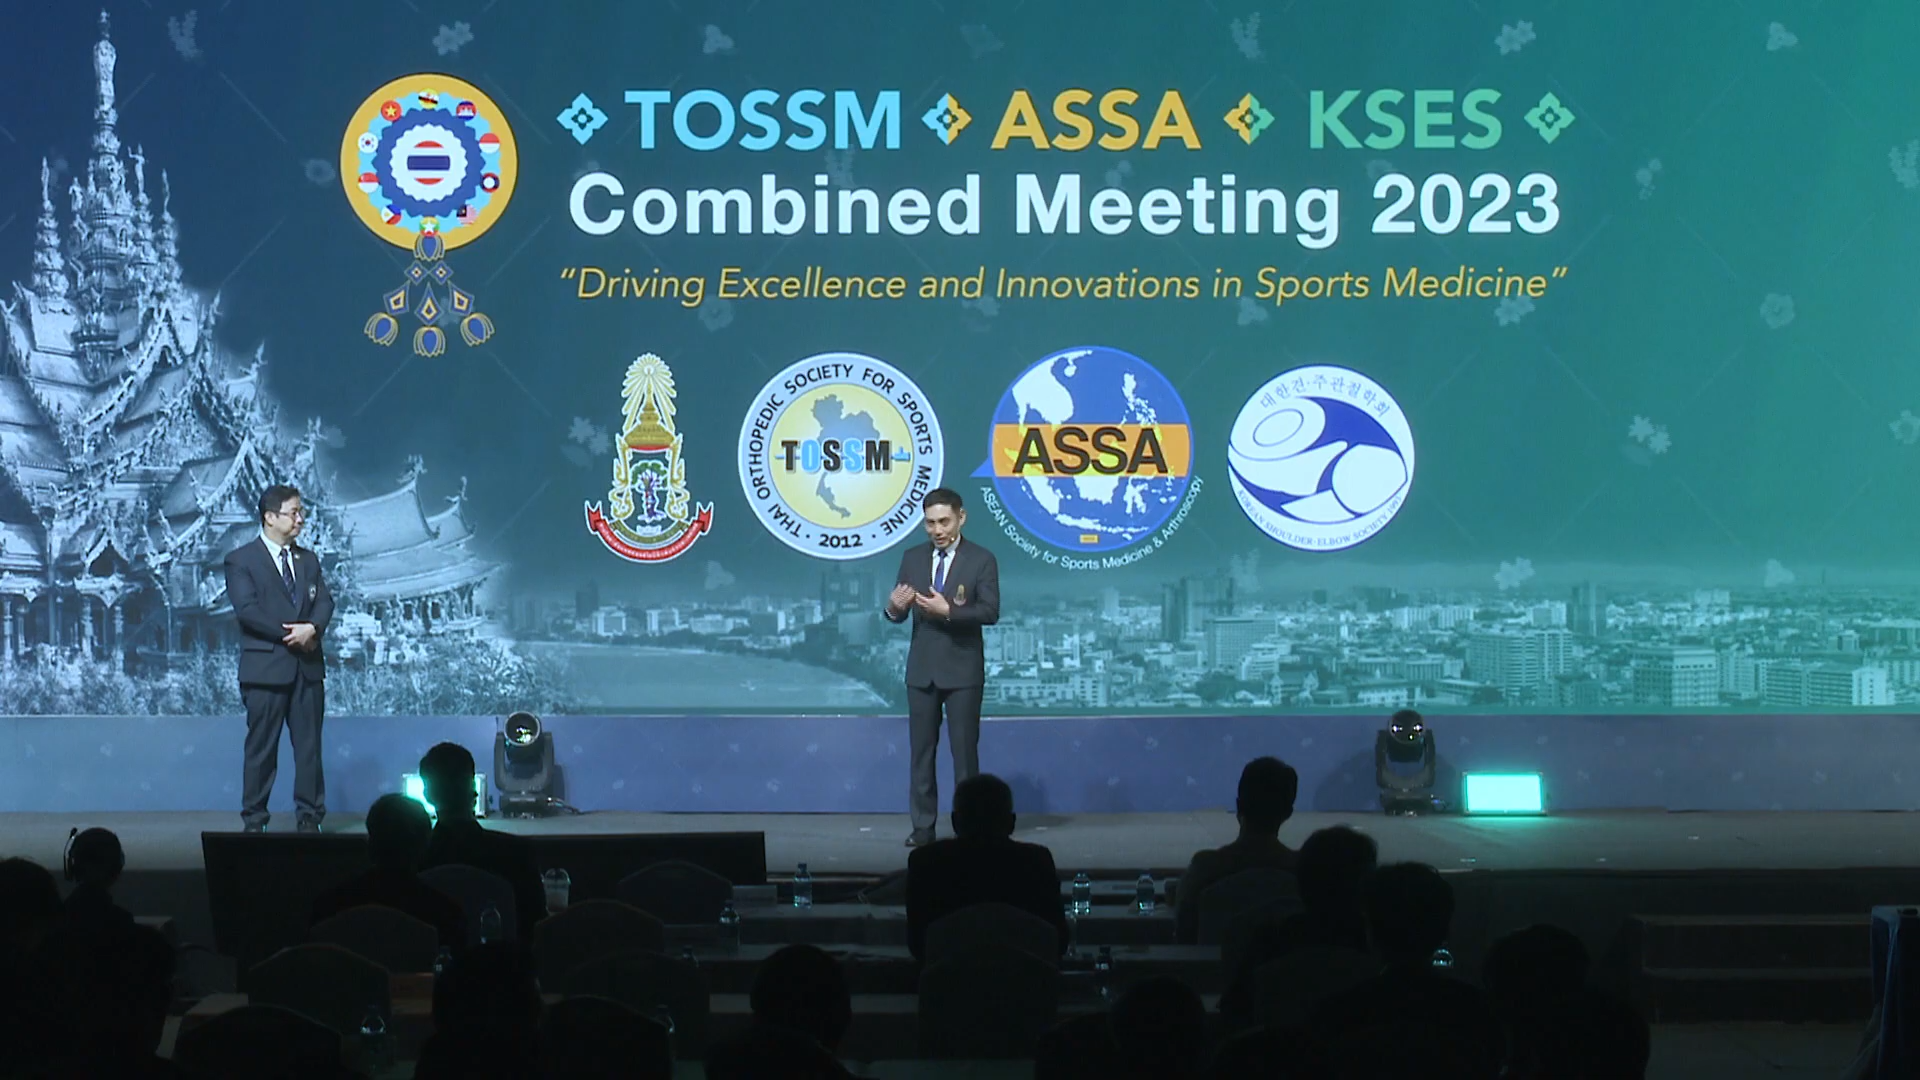 TOSSM ASSA KSES
Combined Meeting 2023
“Driving Excellence and Innovations in Sports Medicine”
THAI ORTHOPEDIC SOCIETY FOR SPORTS MEDICINE
TOSSM
· 2012 ·
ASSA
ASEAN Society for Sports Medicine & Arthroscopy
대한견·주관절학회
KOREAN SHOULDER·ELBOW SOCIETY